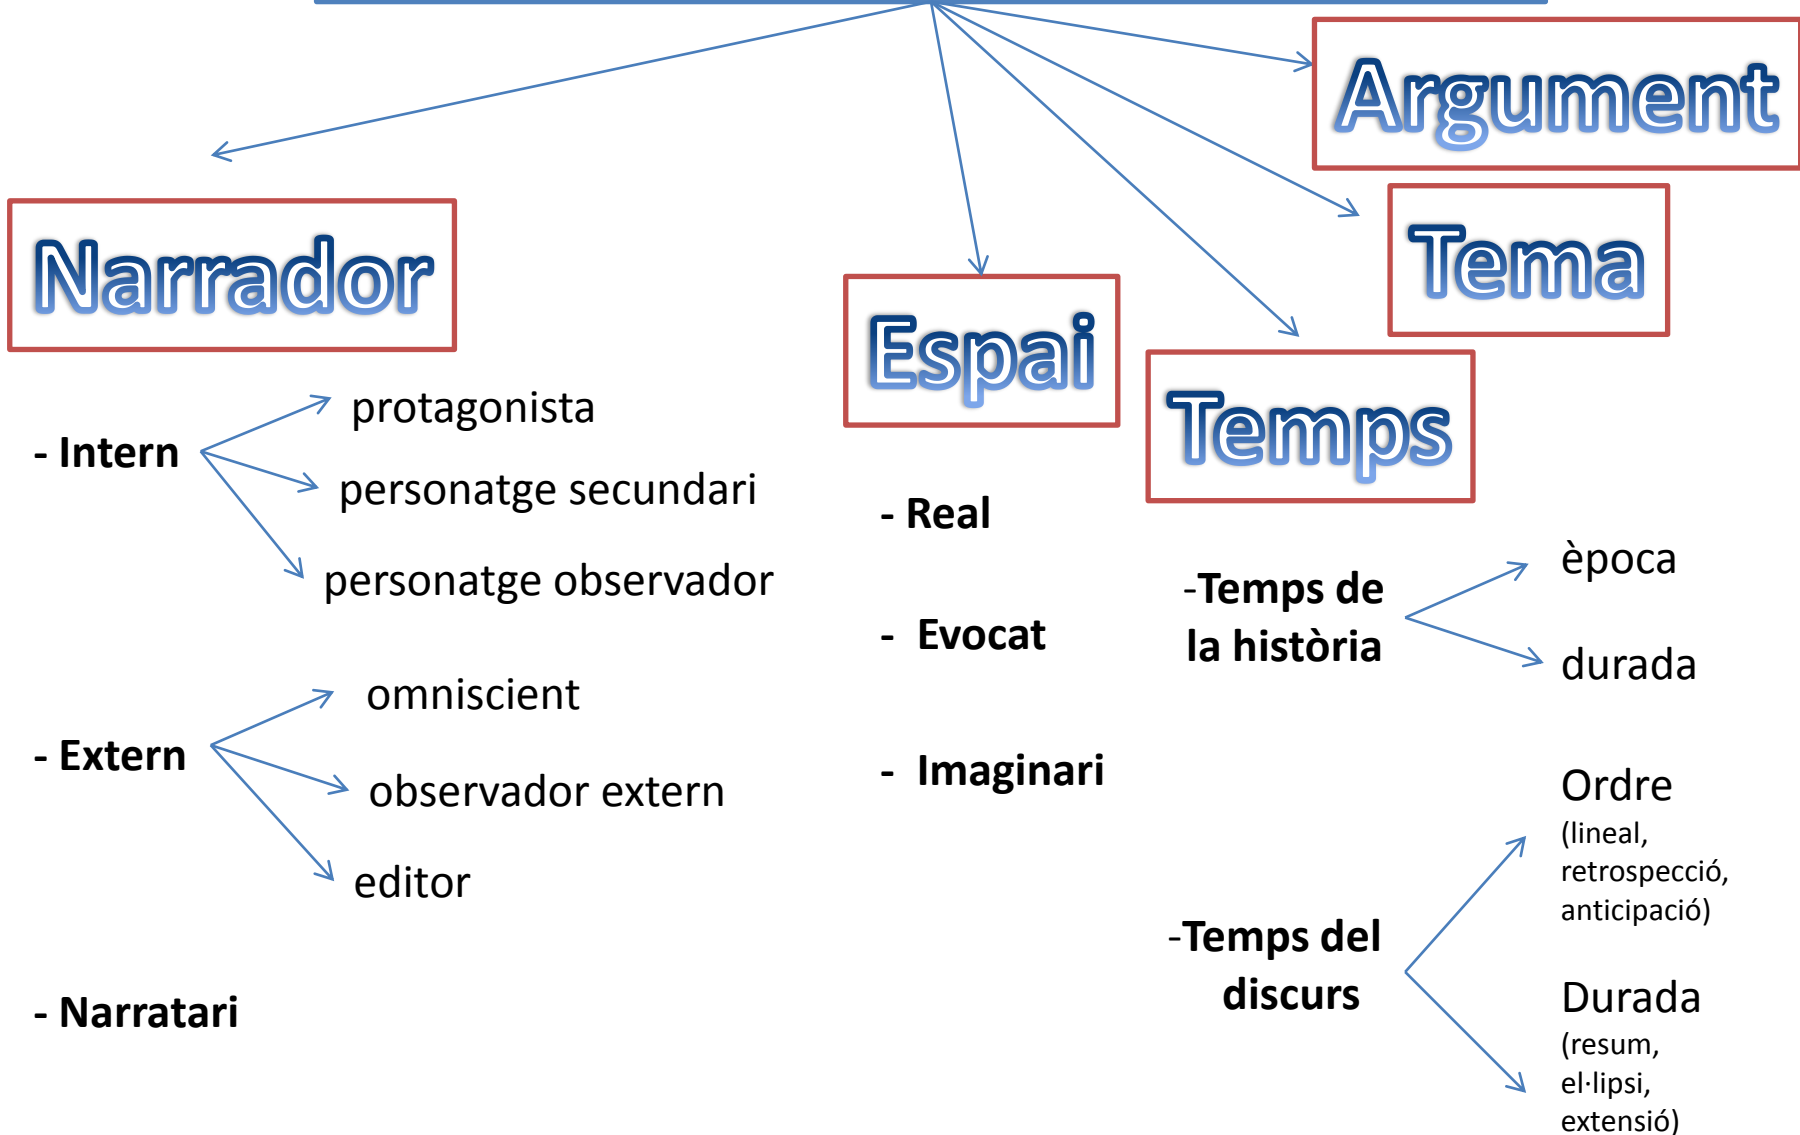 Argument
Tema
Narrador
Espai
Temps
- Intern
protagonista
personatge secundari
personatge observador
- Extern
omniscient
observador extern
editor
- Narratari
- Real
- Evocat
- Imaginari
-Temps de
la història
època
durada
-Temps del
discurs
Ordre
(lineal,
retrospecció,
anticipació)
Durada
(resum,
el·lipsi,
extensió)